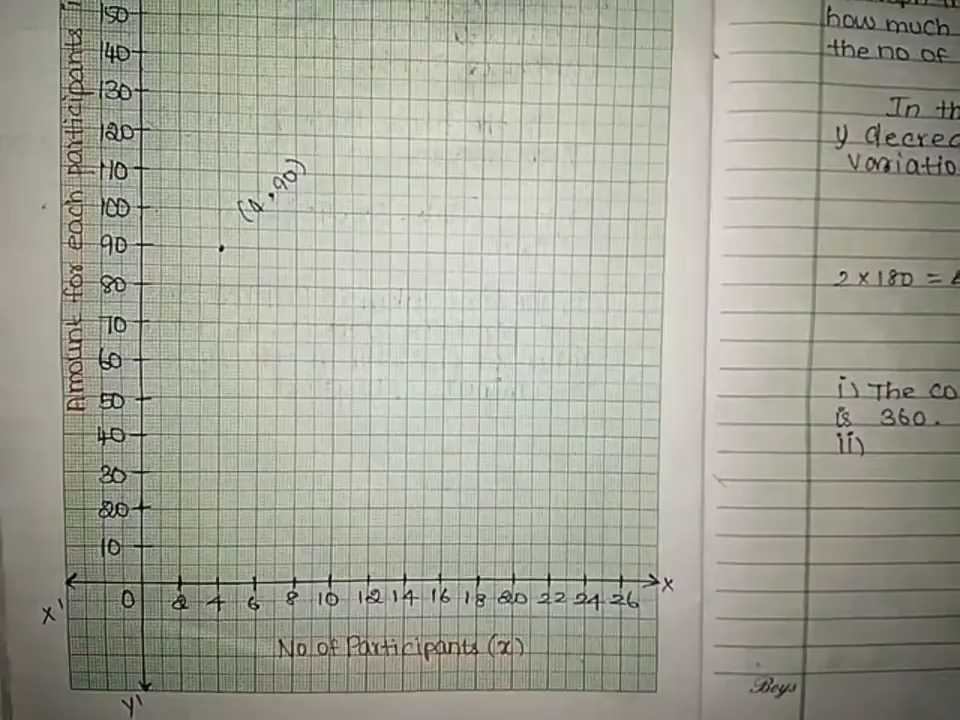 150
140
130
120
110
100
90
80
70
60
50
40
30
20
10
Amount for each participants
(4,90)
X'
0 2 4 6 8 10 12 14 16 18 20 22 24 26
X
No of Participants (x)
Y'
how much
the no of
In th
y decrea
variatio
2 × 180 =
i) The co
is 360.
ii)
Boys